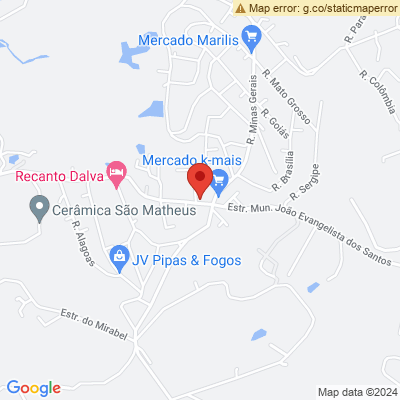 Map error: g.co/staticmaperror
Mercado Marilis
R. Para
R. Colômbia
R. Mato Grosso
R. Minas Gerais
R. Goiás
Mercado k-mais
R. Brasília
R. Sergipe
Recanto Dalva
Cerâmica São Matheus
Estr. Mun. João Evangelista dos Santos
R. Alagoas
JV Pipas & Fogos
Estr. do Mirabel
Google
Map data ©2024